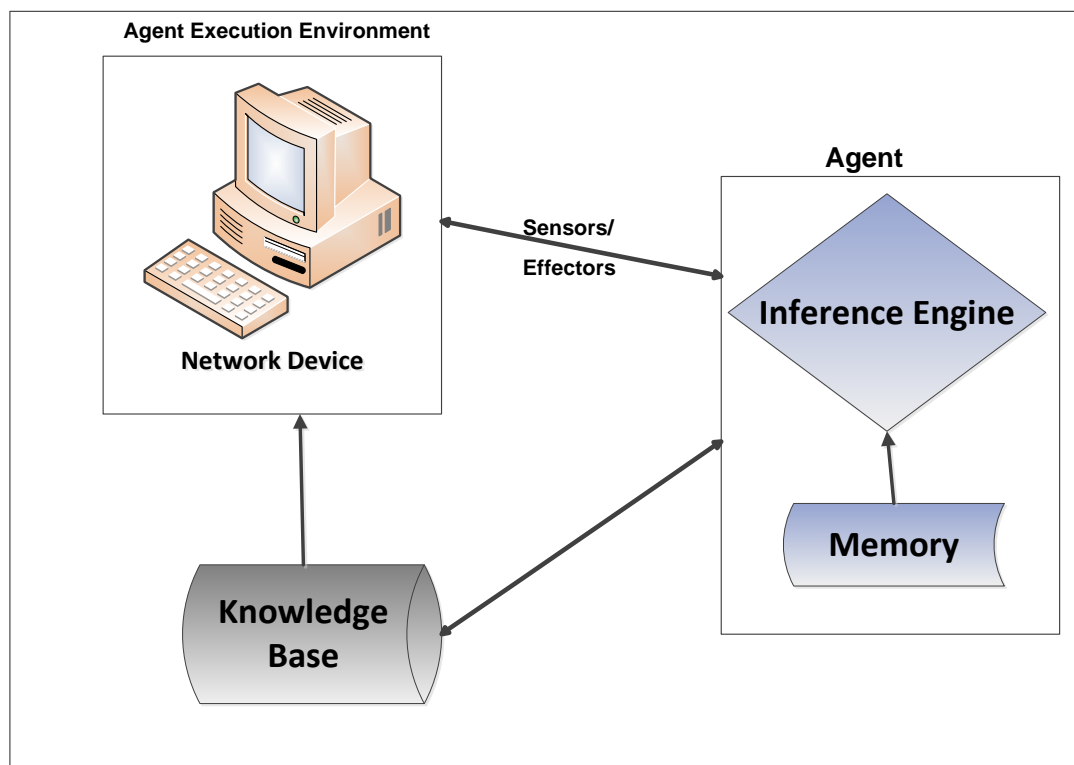 Agent Execution Environment
Network Device
Sensors/
Effectors
Agent
Inference Engine
Memory
Knowledge
Base